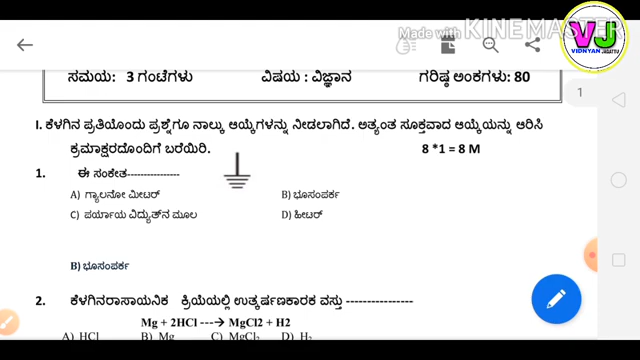 Made with KINEMASTER
VJ
VIDNYAN JAGATTU
ಸಮಯ: 3 ಗಂಟೆಗಳು ವಿಷಯ : ವಿಜ್ಞಾನ ಗರಿಷ್ಠ ಅಂಕಗಳು: 80
1
I. ಕೆಳಗಿನ ಪ್ರತಿಯೊಂದು ಪ್ರಶ್ನೆಗೂ ನಾಲ್ಕು ಆಯ್ಕೆಗಳನ್ನು ನೀಡಲಾಗಿದೆ. ಅತ್ಯಂತ ಸೂಕ್ತವಾದ ಆಯ್ಕೆಯನ್ನು ಆರಿಸಿ
ಕ್ರಮಾಕ್ಷರದೊಂದಿಗೆ ಬರೆಯಿರಿ. 8 *1 = 8 M
1. ಈ ಸಂಕೇತ----------------
A) ಗ್ಯಾಲನೋ ಮೀಟರ್ B) ಭೂಸಂಪರ್ಕ
C) ಪರ್ಯಾಯ ವಿದ್ಯುತ್‌ನ ಮೂಲ D) ಹೀಟರ್
B) ಭೂಸಂಪರ್ಕ
2. ಕೆಳಗಿನರಾಸಾಯನಿಕ ಕ್ರಿಯೆಯಲ್ಲಿ ಉತ್ಕರ್ಷಣಕಾರಕ ವಸ್ತು ----------------
Mg + 2HCl ---→ MgCl2 + H2
A) HCl B) Mg C) MgCl₂ D) H₂